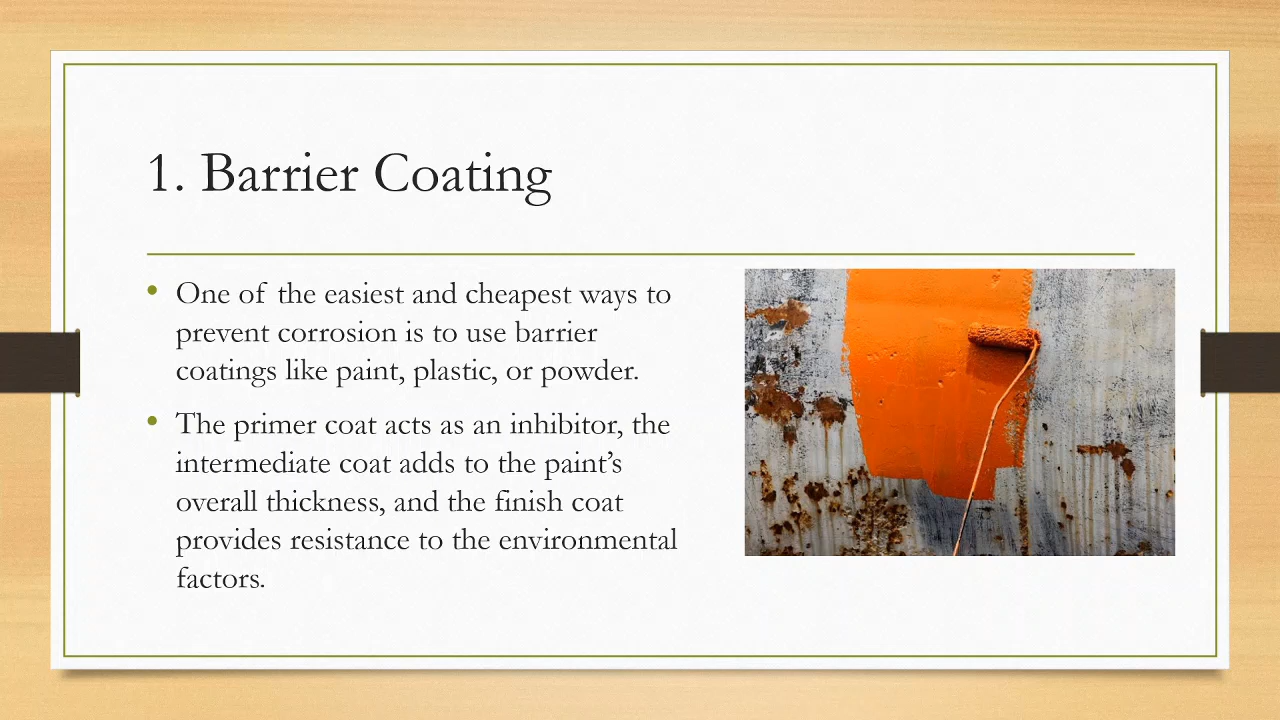 1. Barrier Coating
• One of the easiest and cheapest ways to
prevent corrosion is to use barrier
coatings like paint, plastic, or powder.
• The primer coat acts as an inhibitor, the
intermediate coat adds to the paint’s
overall thickness, and the finish coat
provides resistance to the environmental
factors.